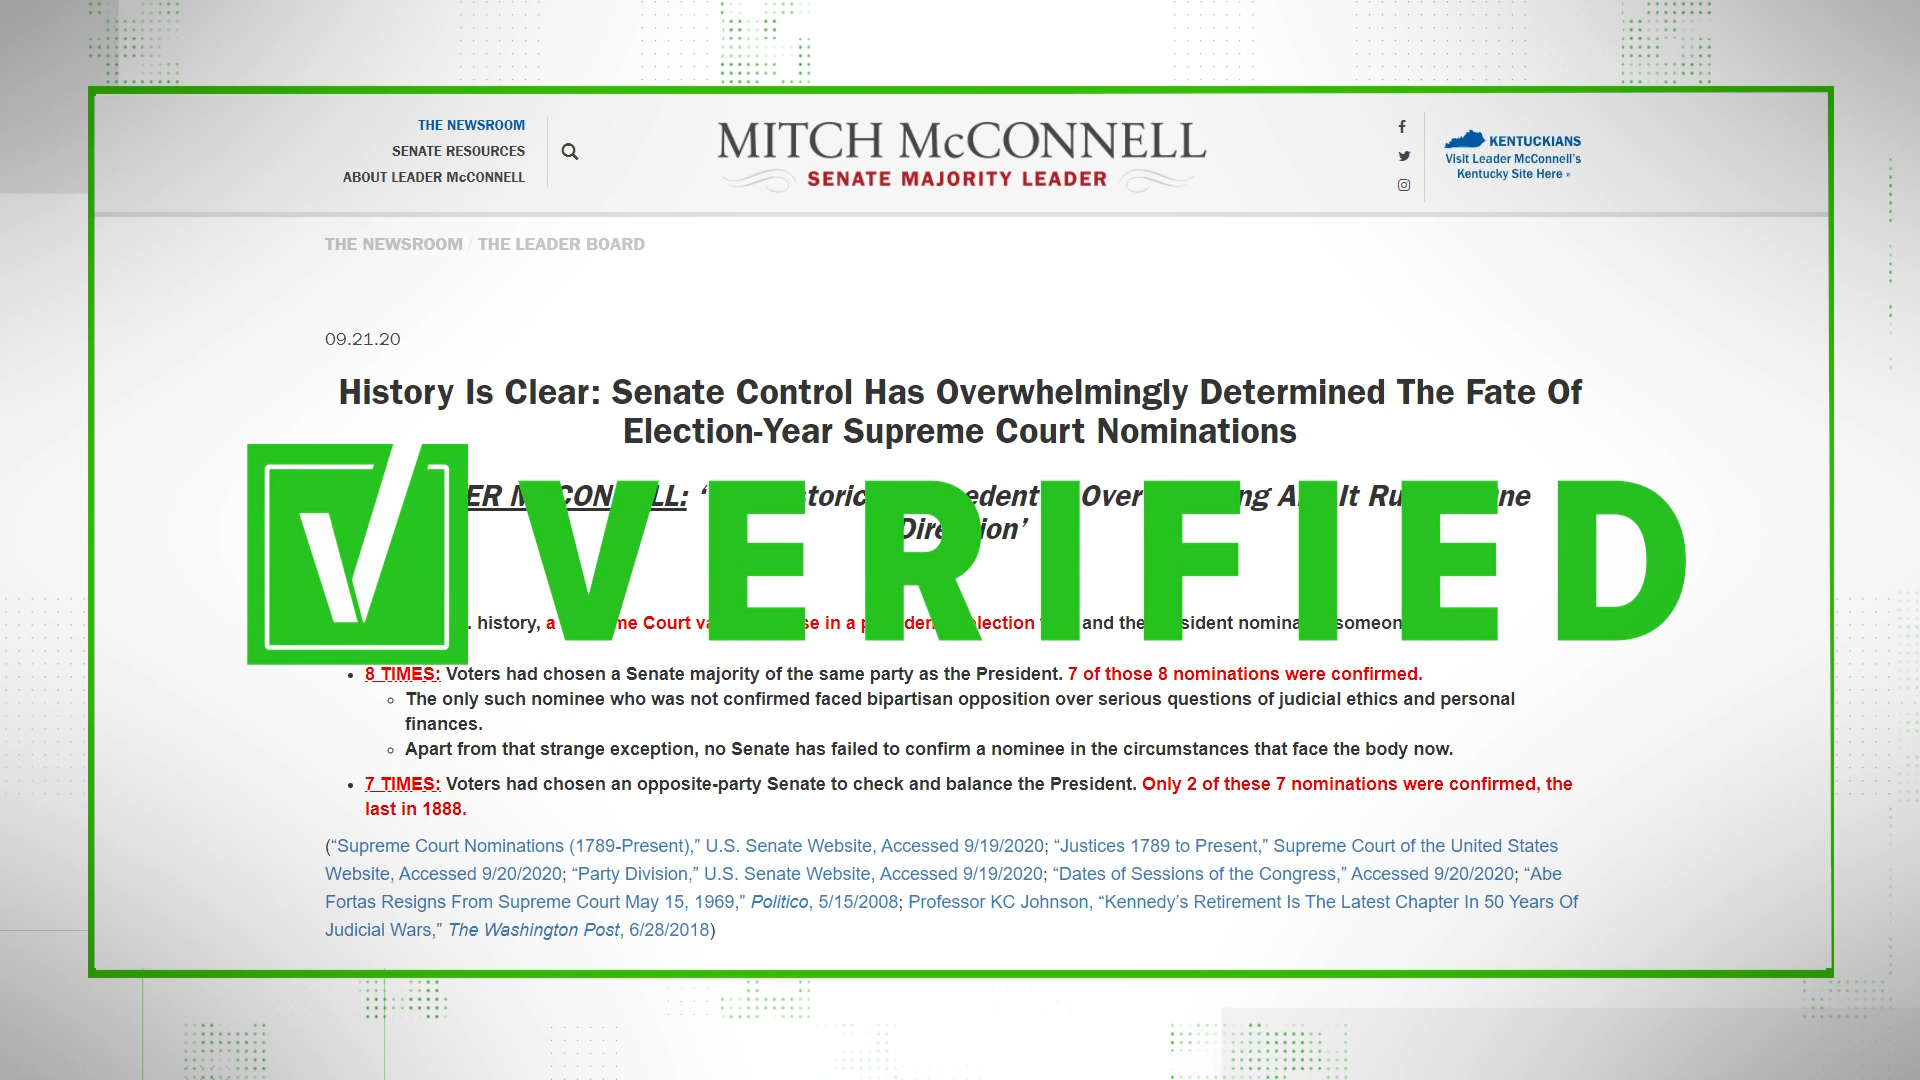 THE NEWSROOM
SENATE RESOURCES
ABOUT LEADER McCONNELL
MITCH McCONNELL
SENATE MAJORITY LEADER
KENTUCKIANS
Visit Leader McConnell's
Kentucky Site Here »
THE NEWSROOM / THE LEADER BOARD
09.21.20
History Is Clear: Senate Control Has Overwhelmingly Determined The Fate Of
Election-Year Supreme Court Nominations
VERIFIED
history, a Court in a and the
• 8 TIMES: Voters had chosen a Senate majority of the same party as the President. 7 of those 8 nominations were confirmed.
◦ The only such nominee who was not confirmed faced bipartisan opposition over serious questions of judicial ethics and personal
finances.
◦ Apart from that strange exception, no Senate has failed to confirm a nominee in the circumstances that face the body now.
• 7 TIMES: Voters had chosen an opposite-party Senate to check and balance the President. Only 2 of these 7 nominations were confirmed, the
last in 1888.
(“Supreme Court Nominations (1789-Present),” U.S. Senate Website, Accessed 9/19/2020; “Justices 1789 to Present,” Supreme Court of the United States
Website, Accessed 9/20/2020; “Party Division,” U.S. Senate Website, Accessed 9/19/2020; “Dates of Sessions of the Congress,” Accessed 9/20/2020; “Abe
Fortas Resigns From Supreme Court May 15, 1969,” Politico, 5/15/2008; Professor KC Johnson, “Kennedy’s Retirement Is The Latest Chapter In 50 Years Of
Judicial Wars,” The Washington Post, 6/28/2018)